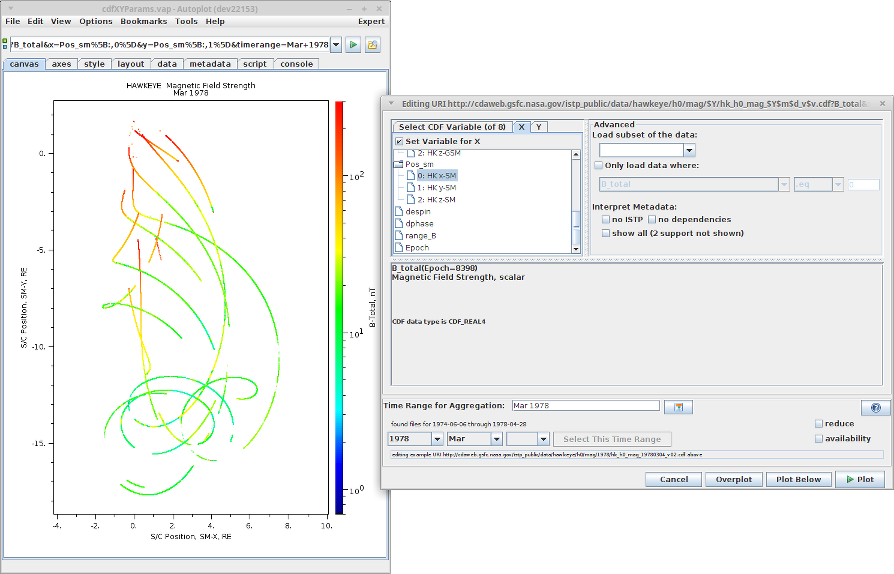 cdfXYParams.vap - Autoplot (dev22153)
File Edit View Options Bookmarks Tools Help Expert
/B_total&x=Pos_sm%5B:,0%5D&y=Pos_sm%5B:,1%5D&timerange=Mar+1978
canvas axes style layout data metadata script console
HAWKEYE Magnetic Field Strength
Mar 1978
0.
-5.
-10.
-15.
S/C Position, SM-Y, RE
-4. -2. 0. 2. 4. 6. 8. 10.
S/C Position, SM-X, RE
10^2
10^1
10^0
B-Total, nT
Editing URI http://cdaweb.gsfc.nasa.gov/istp_public/data/hawkeye/h0/mag/$Y/hk_h0_mag_$Y$m$d_v$v.cdf?B_total&
Select CDF Variable (of 8) X Y
Set Variable for X
2: HK z-GSM
Pos_sm
0: HK x-SM
1: HK y-SM
2: HK z-SM
despin
dphase
range_B
Epoch
Advanced
Load subset of the data:
Only load data where:
B_total .eq 0
Interpret Metadata:
no ISTP no dependencies
show all (2 support not shown)
B_total(Epoch=8398)
Magnetic Field Strength, scalar
CDF data type is CDF_REAL4
Time Range for Aggregation: Mar 1978
found files for 1974-06-06 through 1978-04-28
1978 Mar Select This Time Range
reduce
availability
editing example URI http://cdaweb.gsfc.nasa.gov/istp_public/data/hawkeye/h0/mag/1978/hk_h0_mag_19780304_v02.cdf above
Cancel Overplot Plot Below Plot